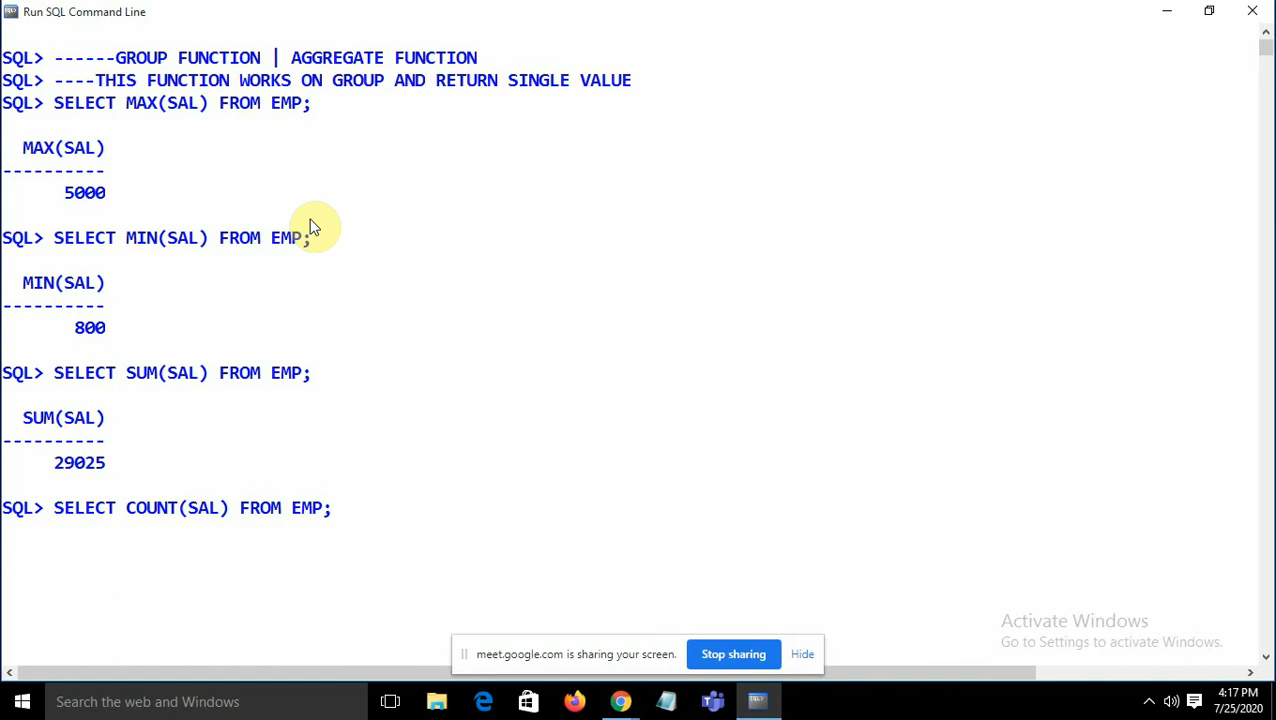 Run SQL Command Line
SQL> ------GROUP FUNCTION | AGGREGATE FUNCTION
SQL> ----THIS FUNCTION WORKS ON GROUP AND RETURN SINGLE VALUE
SQL> SELECT MAX(SAL) FROM EMP;
MAX(SAL)
----------
5000
SQL> SELECT MIN(SAL) FROM EMP;
MIN(SAL)
----------
800
SQL> SELECT SUM(SAL) FROM EMP;
SUM(SAL)
----------
29025
SQL> SELECT COUNT(SAL) FROM EMP;
Activate Windows
Go to Settings to activate Windows.
meet.google.com is sharing your screen. Stop sharing Hide
Search the web and Windows
4:17 PM
7/25/2020